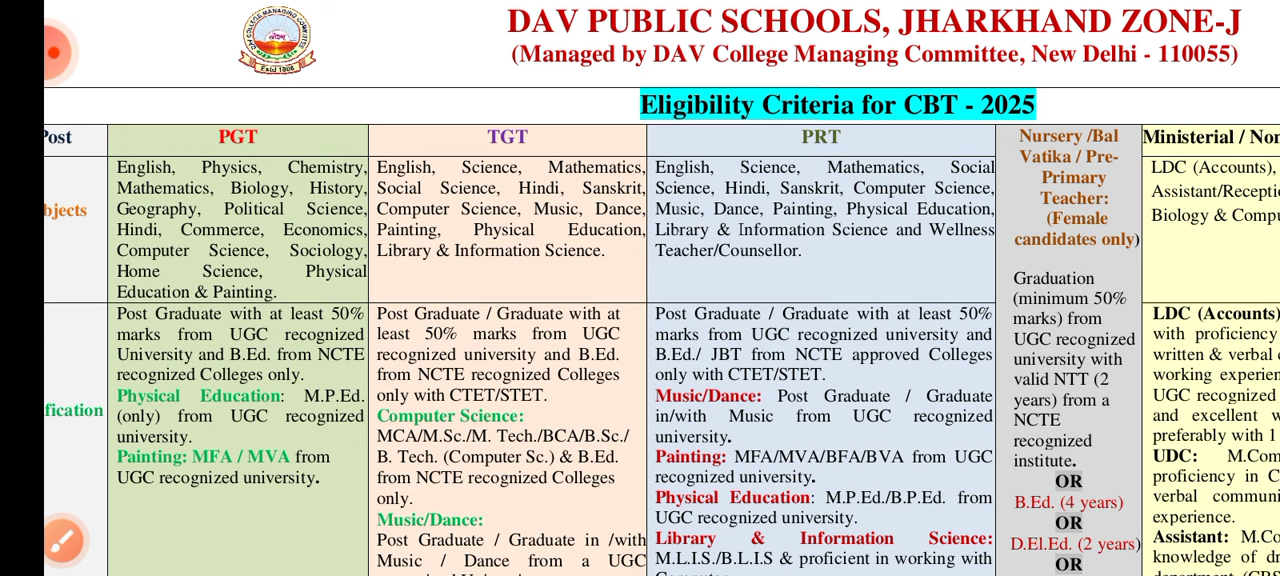 DAV PUBLIC SCHOOLS, JHARKHAND ZONE-J
(Managed by DAV College Managing Committee, New Delhi - 110055)
Eligibility Criteria for CBT - 2025
Post
PGT
TGT
PRT
Nursery /Bal
Vatika / Pre-
Primary
Teacher:
(Female
candidates only)
Ministerial / Non
bjects
English, Physics, Chemistry,
Mathematics, Biology, History,
Geography, Political Science,
Hindi, Commerce, Economics,
Computer Science, Sociology,
Home Science, Physical
Education & Painting.
English, Science, Mathematics,
Social Science, Hindi, Sanskrit,
Computer Science, Music, Dance,
Painting, Physical Education,
Library & Information Science.
English, Science, Mathematics, Social
Science, Hindi, Sanskrit, Computer Science,
Music, Dance, Painting, Physical Education,
Library & Information Science and Wellness
Teacher/Counsellor.
LDC (Accounts),
Assistant/Recepti
Biology & Compu
fication
Post Graduate with at least 50%
marks from UGC recognized
University and B.Ed. from NCTE
recognized Colleges only.
Physical Education: M.P.Ed.
(only) from UGC recognized
university.
Painting: MFA / MVA from
UGC recognized university.
Post Graduate / Graduate with at
least 50% marks from UGC
recognized university and B.Ed.
from NCTE recognized Colleges
only with CTET/STET.
Computer Science:
MCA/M.Sc./M. Tech./BCA/B.Sc./
B. Tech. (Computer Sc.) & B.Ed.
from NCTE recognized Colleges
only.
Music/Dance:
Post Graduate / Graduate in /with
Music / Dance from a UGC
Post Graduate / Graduate with at least 50%
marks from UGC recognized university and
B.Ed./ JBT from NCTE approved Colleges
only with CTET/STET.
Music/Dance: Post Graduate / Graduate
in/with Music from UGC recognized
university.
Painting: MFA/MVA/BFA/BVA from UGC
recognized university.
Physical Education: M.P.Ed./B.P.Ed. from
UGC recognized university.
Library & Information Science:
M.L.I.S./B.L.I.S & proficient in working with
Computer.
Graduation
(minimum 50%
marks) from
UGC recognized
university with
valid NTT (2
years) from a
NCTE
recognized
institute.
OR
B.Ed. (4 years)
OR
D.El.Ed. (2 years)
OR
LDC (Accounts)
with proficiency
written & verbal c
working experien
UGC recognized
and excellent w
preferably with 1
UDC: M.Com
proficiency in C
verbal communi
experience.
Assistant: M.Co
knowledge of dr
department (CBS